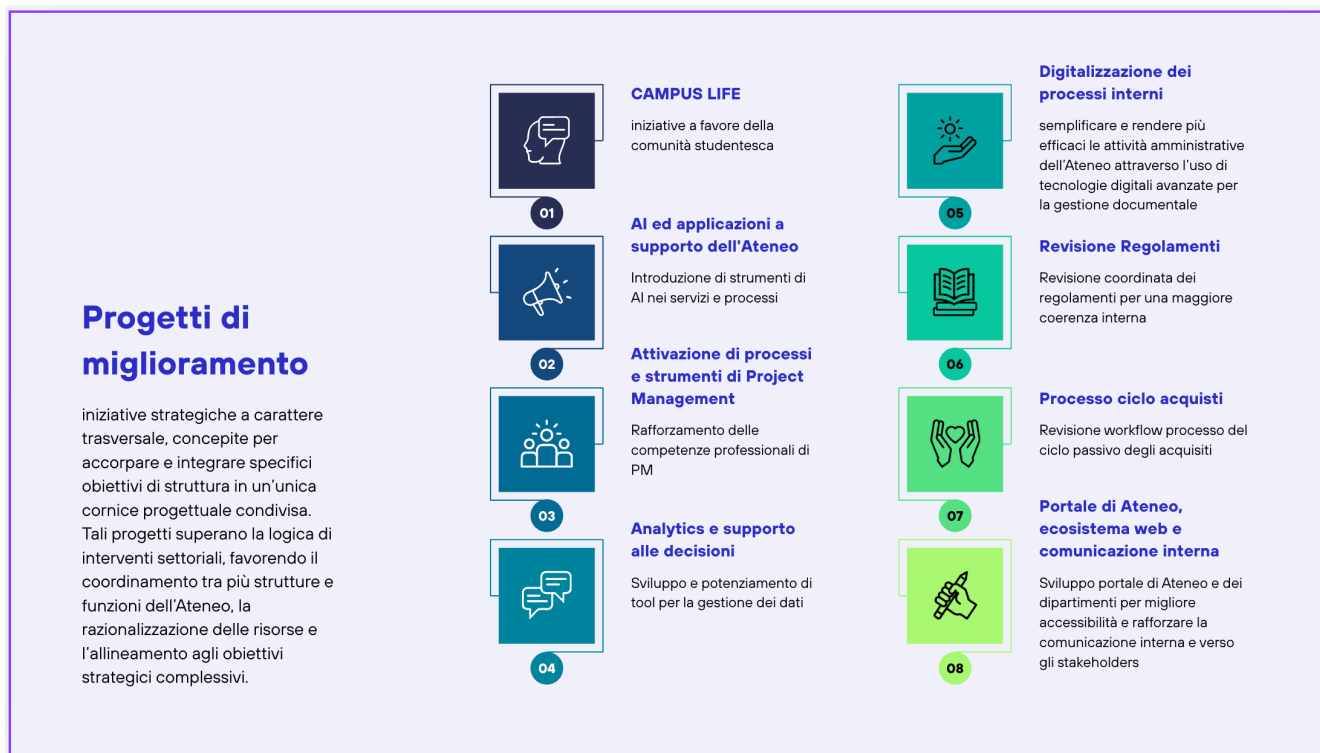 Progetti di
miglioramento
iniziative strategiche a carattere
trasversale, concepite per
accorpare e integrare specifici
obiettivi di struttura in un'unica
cornice progettuale condivisa.
Tali progetti superano la logica di
interventi settoriali, favorendo il
coordinamento tra più strutture e
funzioni dell'Ateneo, la
razionalizzazione delle risorse e
l'allineamento agli obiettivi
strategici complessivi.
01
CAMPUS LIFE
iniziative a favore della
comunità studentesca
02
AI ed applicazioni a
supporto dell'Ateneo
Introduzione di strumenti di
AI nei servizi e processi
03
Attivazione di processi
e strumenti di Project
Management
Rafforzamento delle
competenze professionali di
PM
04
Analytics e supporto
alle decisioni
Sviluppo e potenziamento di
tool per la gestione dei dati
05
Digitalizzazione dei
processi interni
semplificare e rendere più
efficaci le attività amministrative
dell'Ateneo attraverso l'uso di
tecnologie digitali avanzate per
la gestione documentale
06
Revisione Regolamenti
Revisione coordinata dei
regolamenti per una maggiore
coerenza interna
07
Processo ciclo acquisti
Revisione workflow processo del
ciclo passivo degli acquisiti
08
Portale di Ateneo,
ecosistema web e
comunicazione interna
Sviluppo portale di Ateneo e dei
dipartimenti per migliore
accessibilità e rafforzare la
comunicazione interna e verso
gli stakeholders